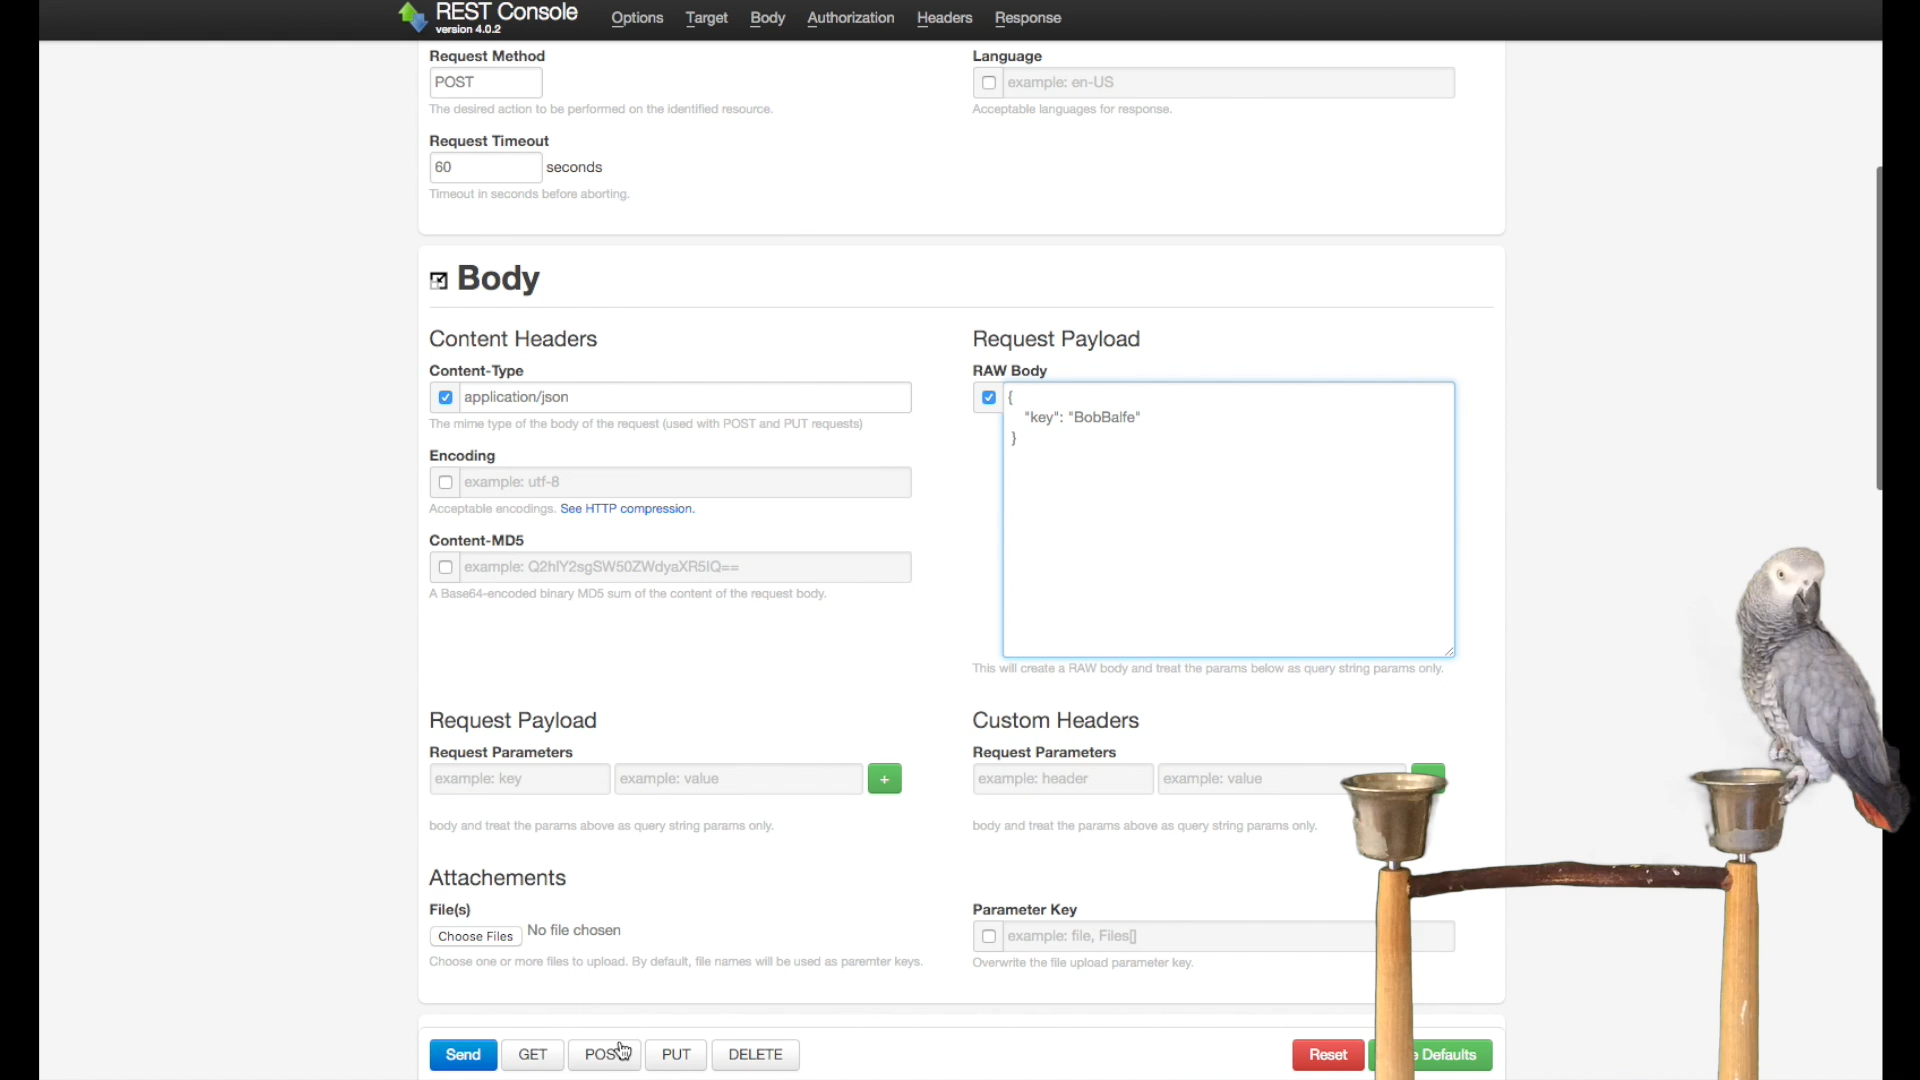 REST Console
version 4.0.2
Options
Target
Body
Authorization
Headers
Response
Request Method
POST
The desired action to be performed on the identified resource.
Language
example: en-US
Acceptable languages for response.
Request Timeout
60
seconds
Timeout in seconds before aborting.
Body
Content Headers
Content-Type
application/json
The mime type of the body of the request (used with POST and PUT requests)
Encoding
example: utf-8
Acceptable encodings. See HTTP compression.
Content-MD5
example: Q2hlY2sgSW50ZWdyaXR5IQ==
A Base64-encoded binary MD5 sum of the content of the request body.
Request Payload
RAW Body
{
"key": "BobBalfe"
}
This will create a RAW body and treat the params below as query string params only.
Request Payload
Request Parameters
example: key
example: value
+
body and treat the params above as query string params only.
Custom Headers
Request Parameters
example: header
example: value
body and treat the params above as query string params only.
Attachements
File(s)
Choose Files
No file chosen
Choose one or more files to upload. By default, file names will be used as paremter keys.
Parameter Key
example: file, Files[]
Overwrite the file upload parameter key.
Send
GET
POS
PUT
DELETE
Reset
Defaults